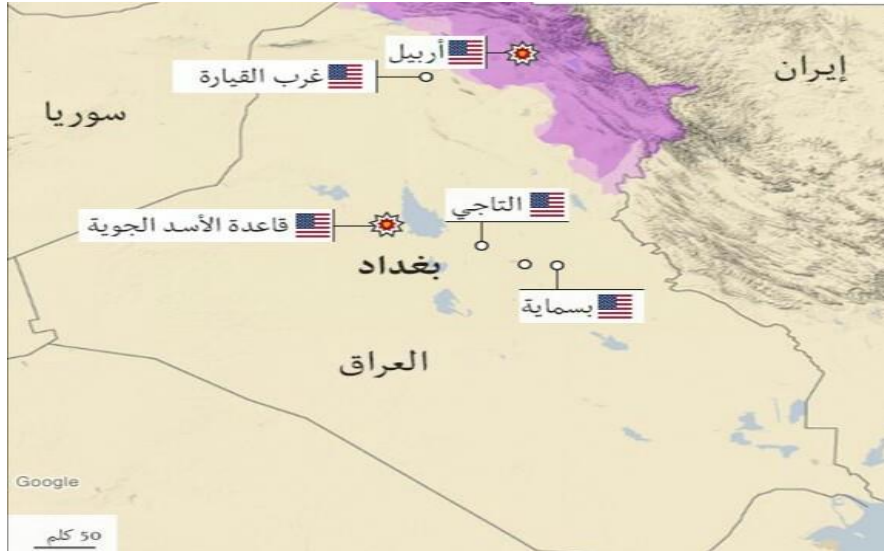 أربيل
إيران
غرب القيارة
سوريا
التاجي
قاعدة الأسد الجوية
بغداد
بسماية
العراق
Google
50 كلم